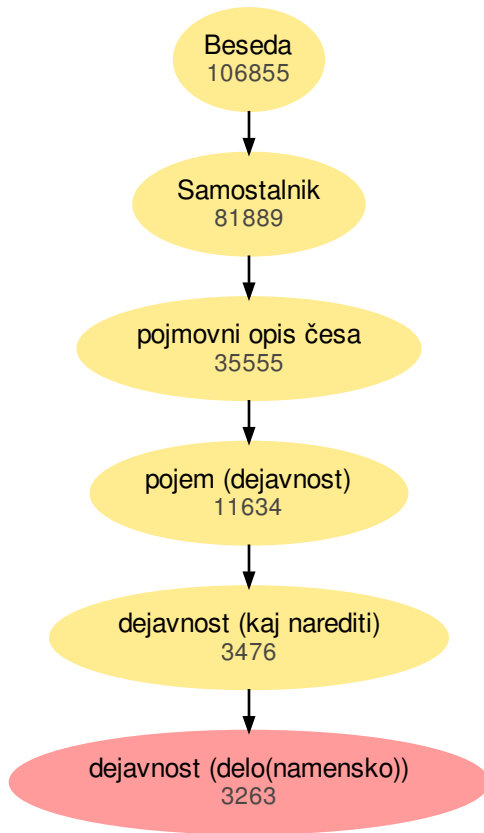 Beseda
106855
Samostalnik
81889
pojmovni opis česa
35555
pojem (dejavnost)
11634
dejavnost (kaj narediti)
3476
dejavnost (delo(namensko))
3263